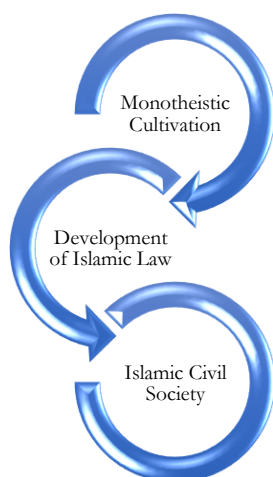 Monotheistic
Cultivation
Development
of Islamic Law
Islamic Civil
Society